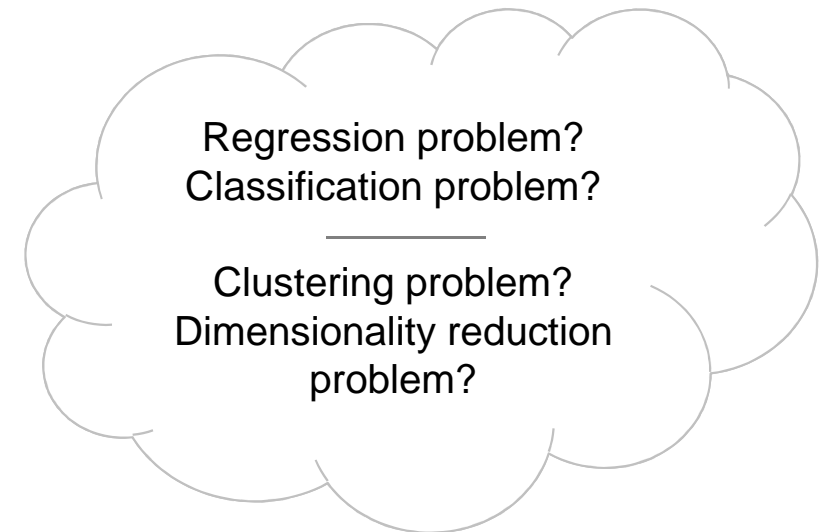 Regression problem?
Classification problem?
Clustering problem?
Dimensionality reduction
problem?